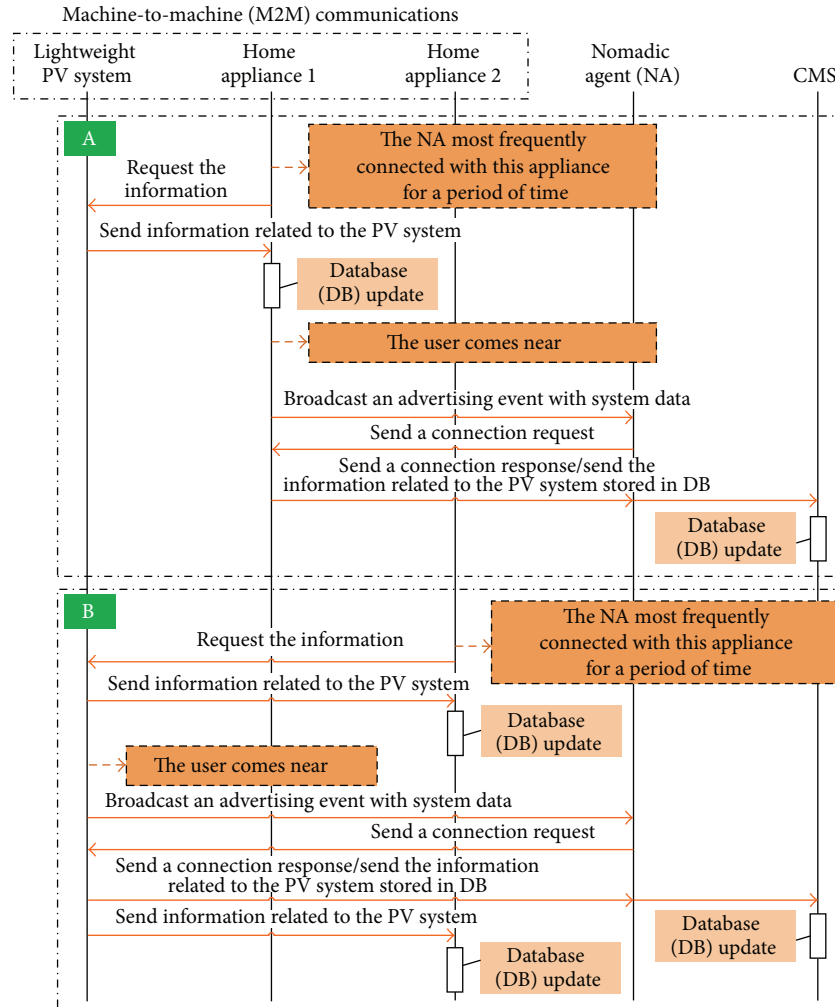 Machine-to-machine (M2M) communications
Lightweight
PV system
Home
appliance 1
Home
appliance 2
Nomadic
agent (NA)
CMS
A
The NA most frequently
connected with this appliance
for a period of time
Request the
information
Send information related to the PV system
Database
(DB) update
The user comes near
Broadcast an advertising event with system data
Send a connection request
Send a connection response/send the
information related to the PV system stored in DB
Database
(DB) update
B
The NA most frequently
connected with this appliance
for a period of time
Request the information
Send information related to the PV system
Database
(DB) update
The user comes near
Broadcast an advertising event with system data
Send a connection request
Send a connection response/send the information
related to the PV system stored in DB
Send information related to the PV system
Database
(DB) update
Database
(DB) update